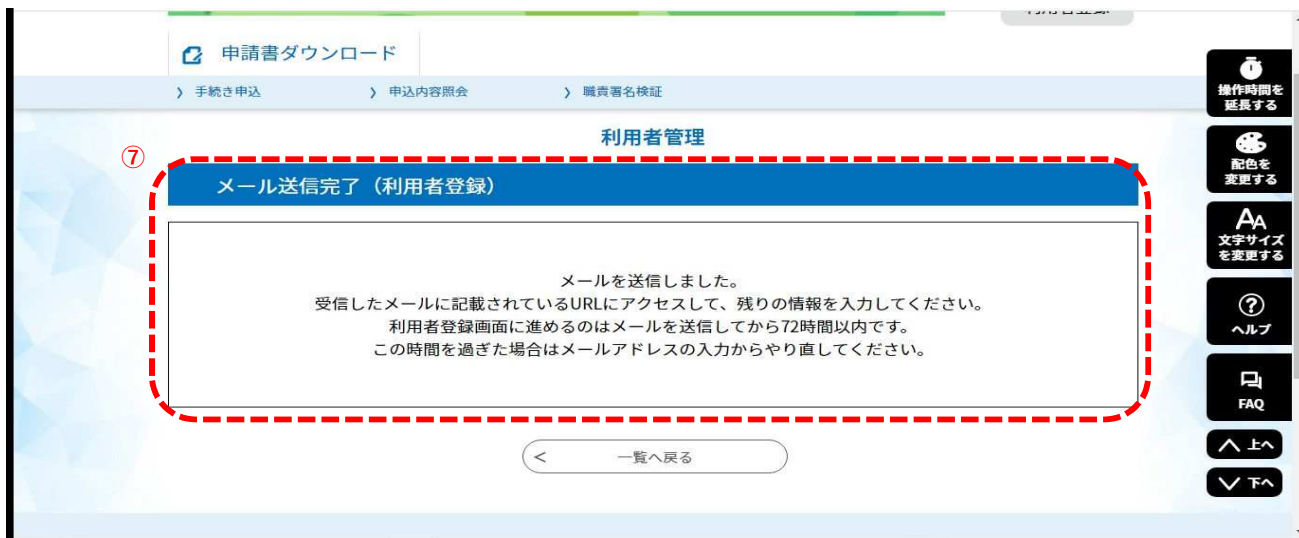 利用者登録
申請書ダウンロード
手続き申込
申込内容照会
職責署名検証
利用者管理
⑦
メール送信完了（利用者登録）
メールを送信しました。
受信したメールに記載されているURLにアクセスして、残りの情報を入力してください。
利用者登録画面に進めるのはメールを送信してから72時間以内です。
この時間を過ぎた場合はメールアドレスの入力からやり直してください。
< 一覧へ戻る
操作時間を
延長する
配色を
変更する
AA
文字サイズ
を変更する
?
ヘルプ
FAQ
上へ
下へ